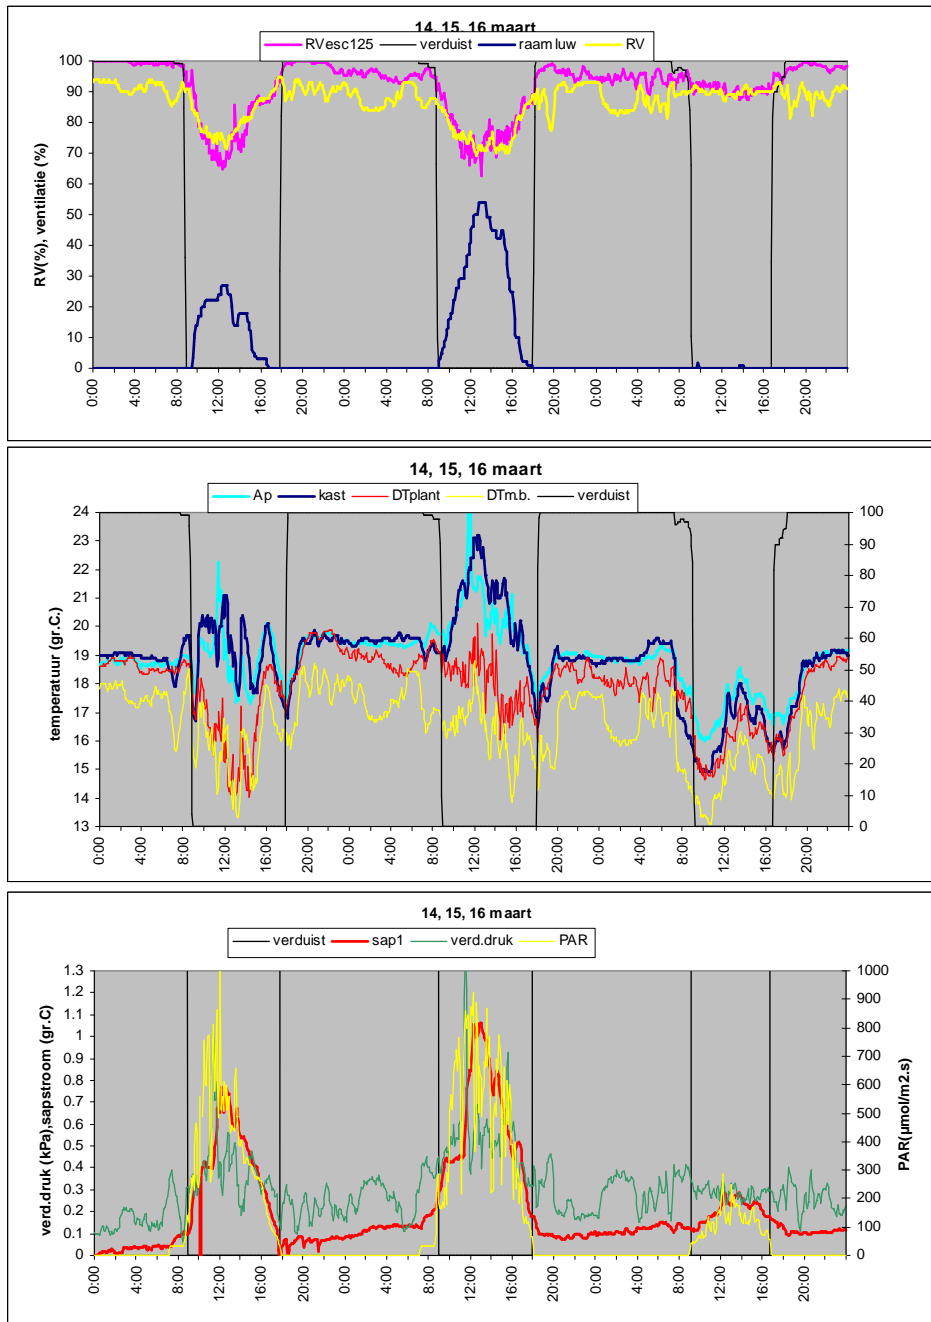 14, 15, 16 maart
RVesc125 verduist raam luw RV
RV(%), ventilatie (%)
100
90
80
70
60
50
40
30
20
10
0
0:00 4:00 8:00 12:00 16:00 20:00 0:00 4:00 8:00 12:00 16:00 20:00 0:00 4:00 8:00 12:00 16:00 20:00
14, 15, 16 maart
Ap kast DTplant DTm.b. verduist
temperatuur (gr.C.)
24 100
23 90
22 80
21 70
20 60
19 50
18 40
17 30
16 20
15 10
14 0
13
0:00 4:00 8:00 12:00 16:00 20:00 0:00 4:00 8:00 12:00 16:00 20:00 0:00 4:00 8:00 12:00 16:00 20:00
14, 15, 16 maart
verduist sap1 verd.druk PAR
verd.druk (kPa),sapstroom (gr.C)
1.3 1000
1.2 900
1.1 800
1 700
0.9 600
0.8 500
0.7 400
0.6 300
0.5 200
0.4 100
0.3 0
0.2
0.1
0
PAR(µmol/m2.s)
0:00 4:00 8:00 12:00 16:00 20:00 0:00 4:00 8:00 12:00 16:00 20:00 0:00 4:00 8:00 12:00 16:00 20:00